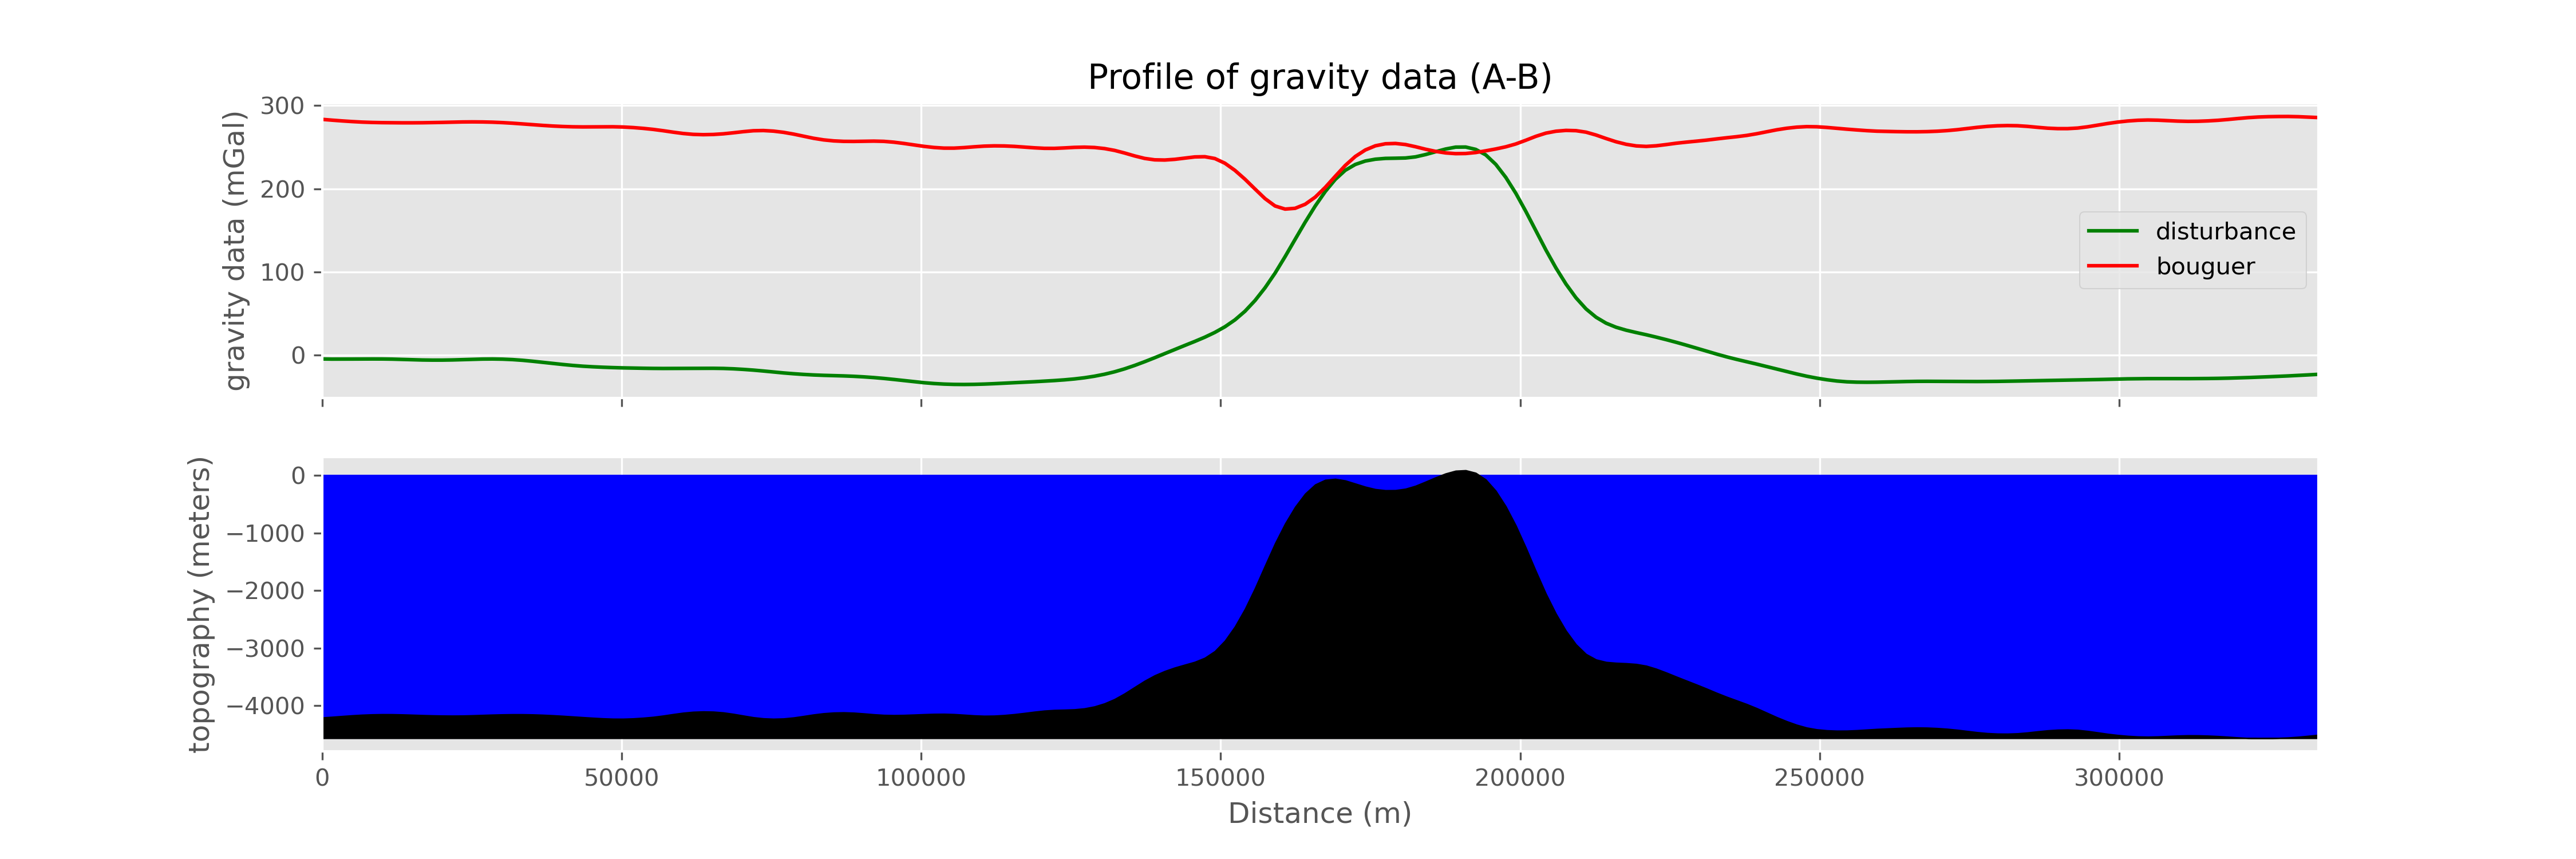 Profile of gravity data (A-B)
gravity data (mGal)
300
200
100
0
disturbance
bouguer
topography (meters)
0
−1000
−2000
−3000
−4000
0 50000 100000 150000 200000 250000 300000
Distance (m)